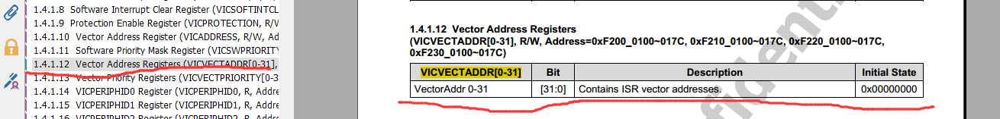 1.4.1.8 Software Interrupt Clear Register (VICSOFTINTCL
1.4.1.9 Protection Enable Register (VICPROTECTION, R/W
1.4.1.10 Vector Address Register (VICADDRESS, R/W, Ad
1.4.1.11 Software Priority Mask Register (VICSWPRIORITY
1.4.1.12 Vector Address Registers (VICVECTADDR[0-31],
1.4.1.13 Vector Priority Registers (VICVECTPRIORITY[0-3
1.4.1.14 VICPERIPHID0 Register (VICPERIPHID0, R, Addre
1.4.1.15 VICPERIPHID1 Register (VICPERIPHID1, R, Addre
1.4.1.16 VICPERIPHID2 Register (VICPERIPHID2, R, Addre
1.4.1.12 Vector Address Registers
(VICVECTADDR[0-31], R/W, Address=0xF200_0100~017C, 0xF210_0100~017C, 0xF220_0100~017C,
0xF230_0100~017C)
VICVECTADDR[0-31] Bit Description Initial State
VectorAddr 0-31 [31:0] Contains ISR vector addresses. 0x00000000
fidenti